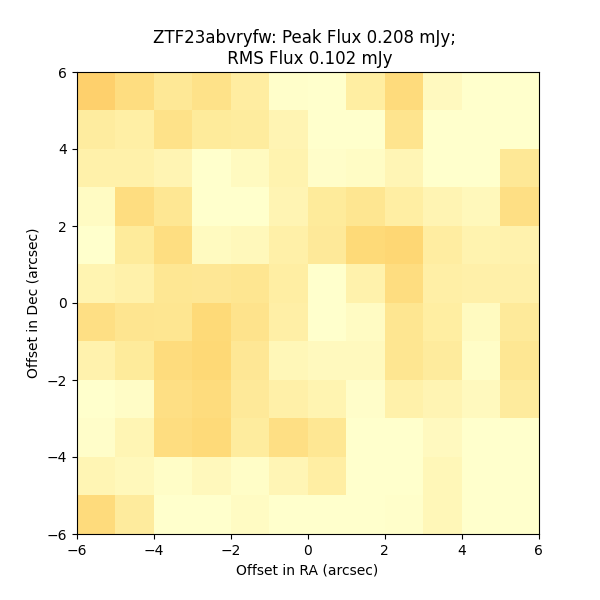 ZTF23abvryfw: Peak Flux 0.208 mJy;
RMS Flux 0.102 mJy
6
4
2
0
−2
−4
−6
Offset in Dec (arcsec)
−6 −4 −2 0 2 4 6
Offset in RA (arcsec)